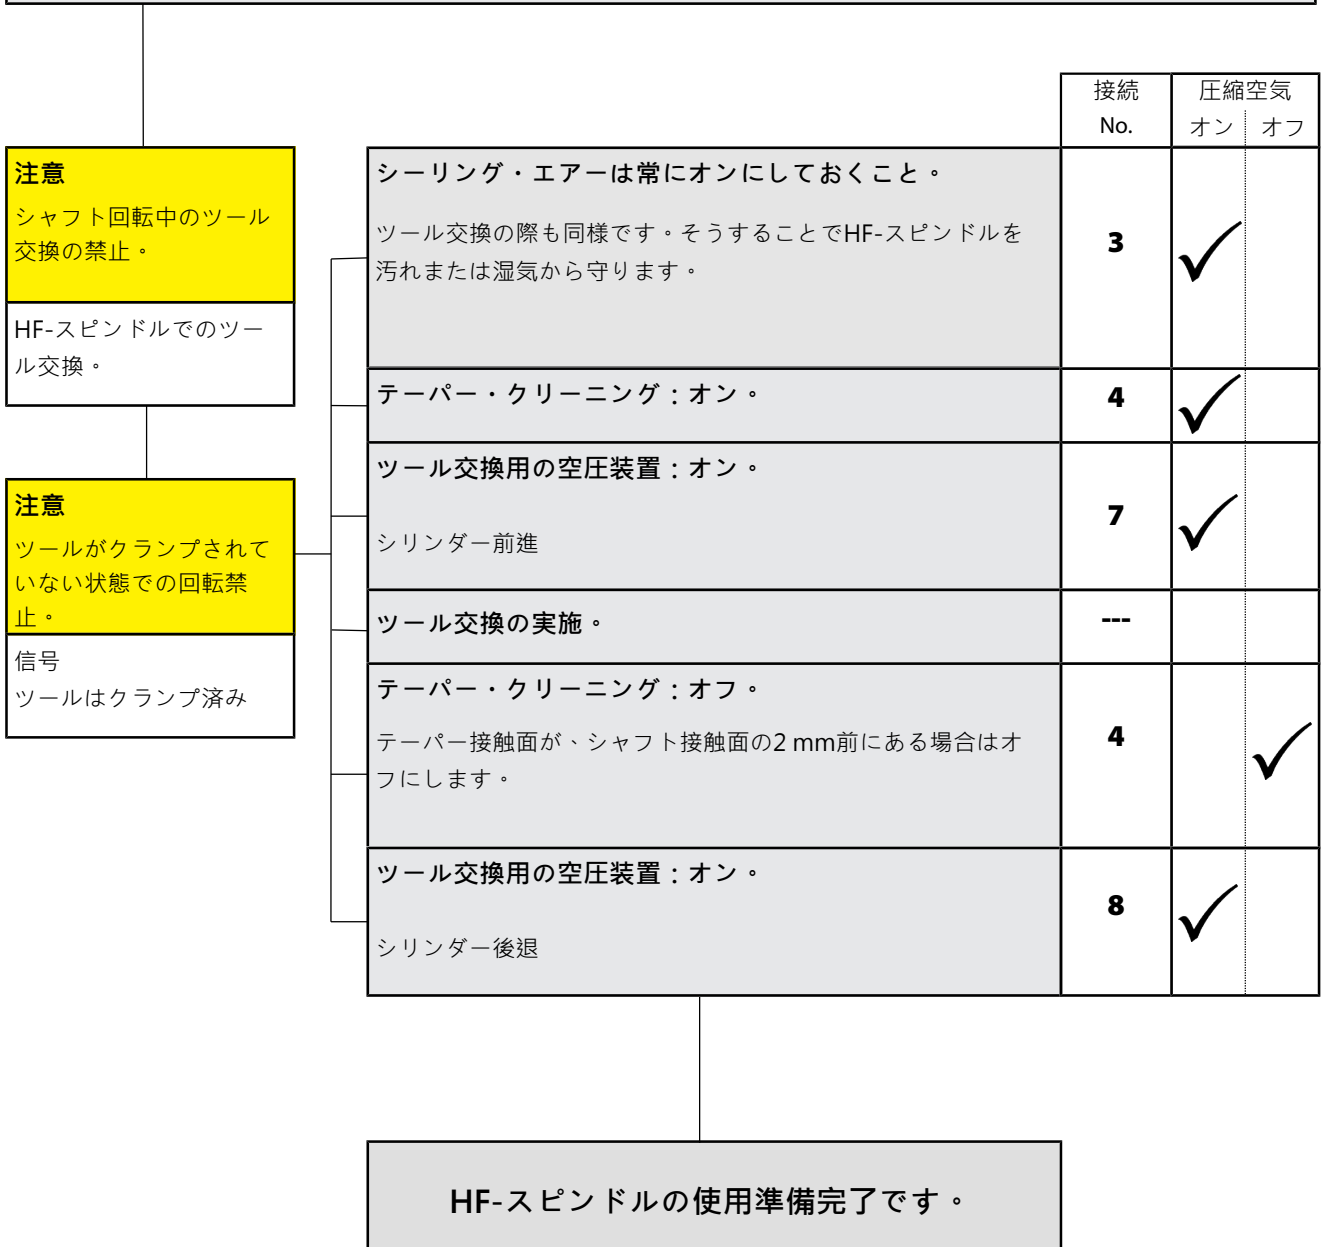 接続
No.
圧縮空気
オン オフ
注意
シャフト回転中のツール
交換の禁止。
HF-スピンドルでのツー
ル交換。
注意
ツールがクランプされて
いない状態での回転禁
止。
信号
ツールはクランプ済み
シーリング・エアーは常にオンにしておくこと。
ツール交換の際も同様です。そうすることでHF-スピンドルを
汚れまたは湿気から守ります。
3
テーパー・クリーニング:オン。
4
ツール交換用の空圧装置:オン。
シリンダー前進
7
ツール交換の実施。
---
テーパー・クリーニング:オフ。
テーパー接触面が、シャフト接触面の2 mm前にある場合はオ
フにします。
4
ツール交換用の空圧装置:オン。
シリンダー後退
8
HF-スピンドルの使用準備完了です。